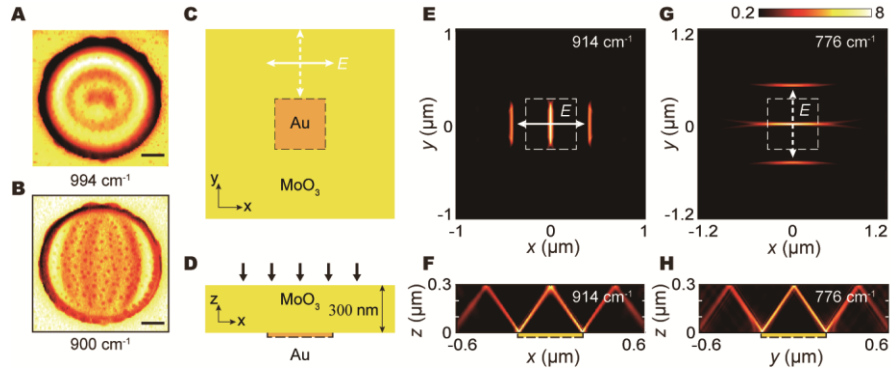 A
994 cm-1
B
900 cm-1
C
E
Au
y
x
MoO₃
D
z
x
MoO₃
300 nm
Au
E
914 cm-1
1
E
y (μm)
0
-1
-1
0
1
x (μm)
F
0.3
914 cm-1
z (μm)
0
-0.6
x (μm)
0.6
G
0.2
8
1.2
776 cm-1
E
y (μm)
0
-1.2
-1.2
0
1.2
x (μm)
H
0.3
776 cm-1
z (μm)
0
-0.6
y (μm)
0.6